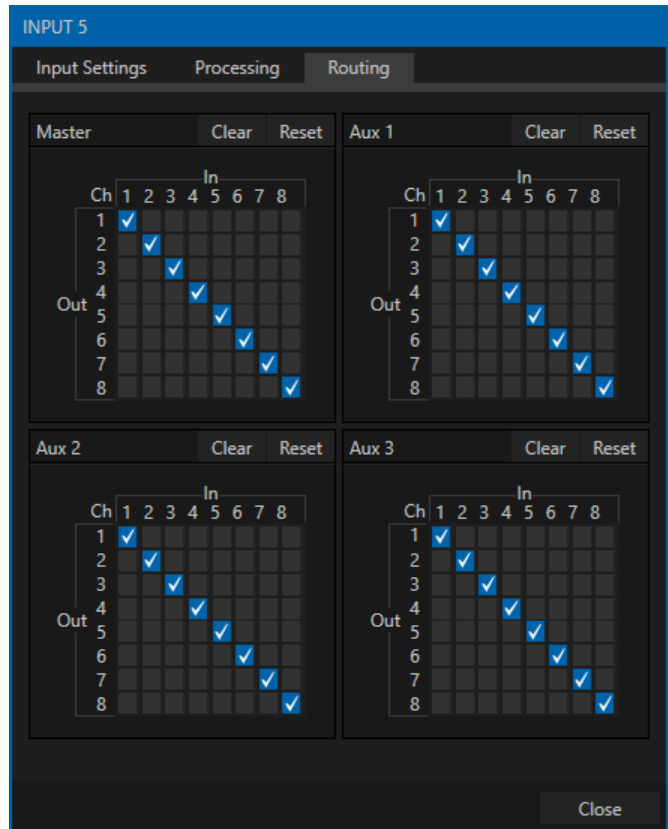 INPUT 5
Input Settings Processing Routing
Master Clear Reset
In
Ch 1 2 3 4 5 6 7 8
1
2
3
Out 4
5
6
7
8
Aux 1 Clear Reset
In
Ch 1 2 3 4 5 6 7 8
1
2
3
Out 4
5
6
7
8
Aux 2 Clear Reset
In
Ch 1 2 3 4 5 6 7 8
1
2
3
Out 4
5
6
7
8
Aux 3 Clear Reset
In
Ch 1 2 3 4 5 6 7 8
1
2
3
Out 4
5
6
7
8
Close